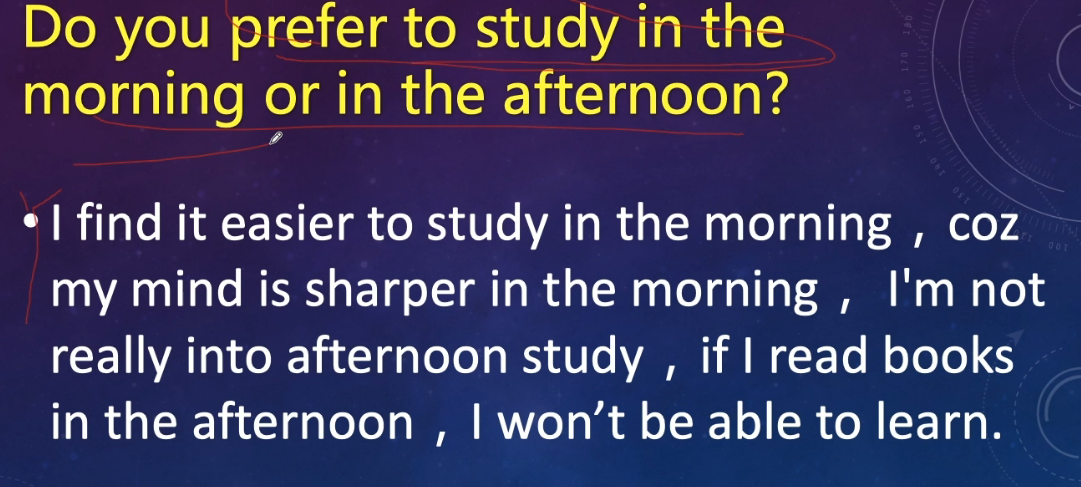 Do you prefer to study in the
morning or in the afternoon?
• I find it easier to study in the morning , coz
my mind is sharper in the morning , I'm not
really into afternoon study , if I read books
in the afternoon , I won’t be able to learn.